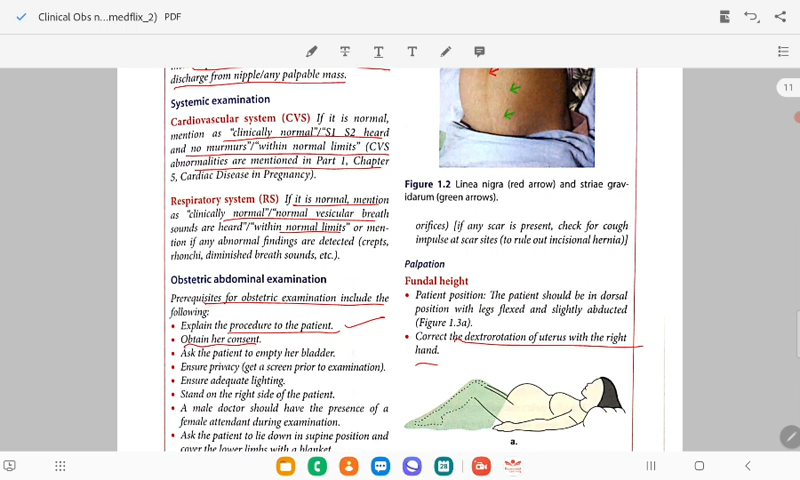 Clinical Obs n...medflix_2) PDF
11
discharge from nipple/any palpable mass.
Systemic examination
Cardiovascular system (CVS) If it is normal,
mention as "clinically normal"/"S1 S2 heard
and no murmurs"/"within normal limits" (CVS
abnormalities are mentioned in Part 1, Chapter
5, Cardiac Disease in Pregnancy).
Respiratory system (RS) If it is normal, mention
as "clinically normal"/"normal vesicular breath
sounds are heard"/"within normal limits" or men-
tion if any abnormal findings are detected (crepts,
rhonchi, diminished breath sounds, etc.).
Obstetric abdominal examination
Prerequisites for obstetric examination include the
following:
• Explain the procedure to the patient.
• Obtain her consent.
• Ask the patient to empty her bladder.
• Ensure privacy (get a screen prior to examination).
• Ensure adequate lighting.
• Stand on the right side of the patient.
• A male doctor should have the presence of a
female attendant during examination.
• Ask the patient to lie down in supine position and
cover the lower limbs with a blanket
Figure 1.2 Linea nigra (red arrow) and striae grav-
idarum (green arrows).
orifices) [if any scar is present, check for cough
impulse at scar sites (to rule out incisional hernia)]
Palpation
Fundal height
• Patient position: The patient should be in dorsal
position with legs flexed and slightly abducted
(Figure 1.3a).
• Correct the dextrorotation of uterus with the right
hand.
a.
28